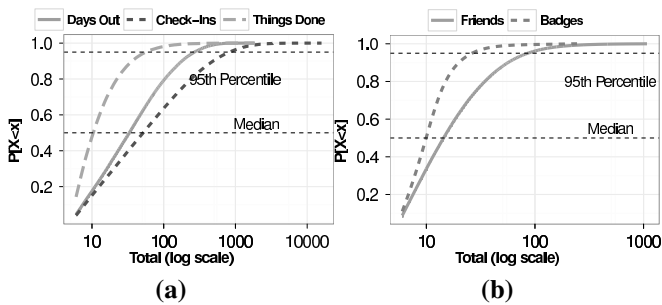 Days Out Check−Ins Things Done
1.0
0.8
0.6
0.4
0.2
P[X<x]
95th Percentile
Median
10 100 1000 10000
Total (log scale)
(a)
Friends Badges
1.0
0.8
0.6
0.4
0.2
P[X<x]
95th Percentile
Median
10 100 1000
Total (log scale)
(b)